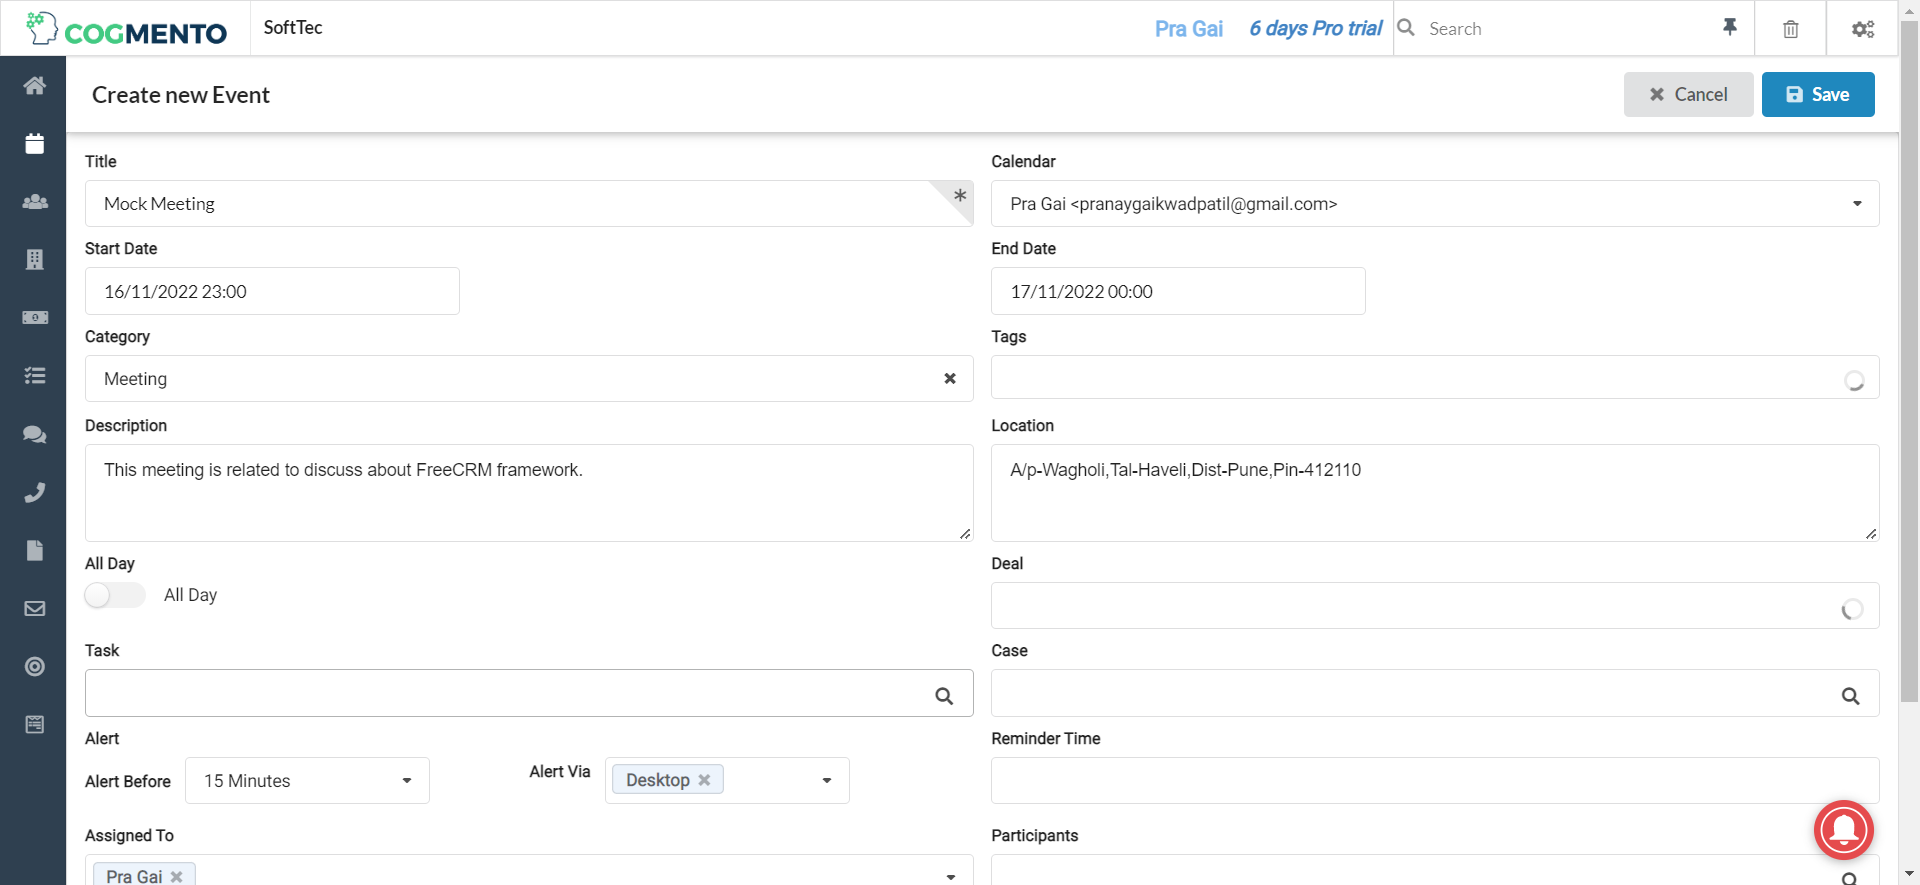 COGMENTO
SoftTec
Pra Gai
6 days Pro trial
Search
Create new Event
Cancel
Save
Title
Calendar
Mock Meeting
*
Pra Gai <pranaygaikwadpatil@gmail.com>
Start Date
End Date
16/11/2022 23:00
17/11/2022 00:00
Category
Tags
Meeting
Description
Location
This meeting is related to discuss about FreeCRM framework.
A/p-Wagholi,Tal-Haveli,Dist-Pune,Pin-412110
All Day
Deal
All Day
Task
Case
Alert
Reminder Time
Alert Before
15 Minutes
Alert Via
Desktop
Assigned To
Participants
Pra Gai